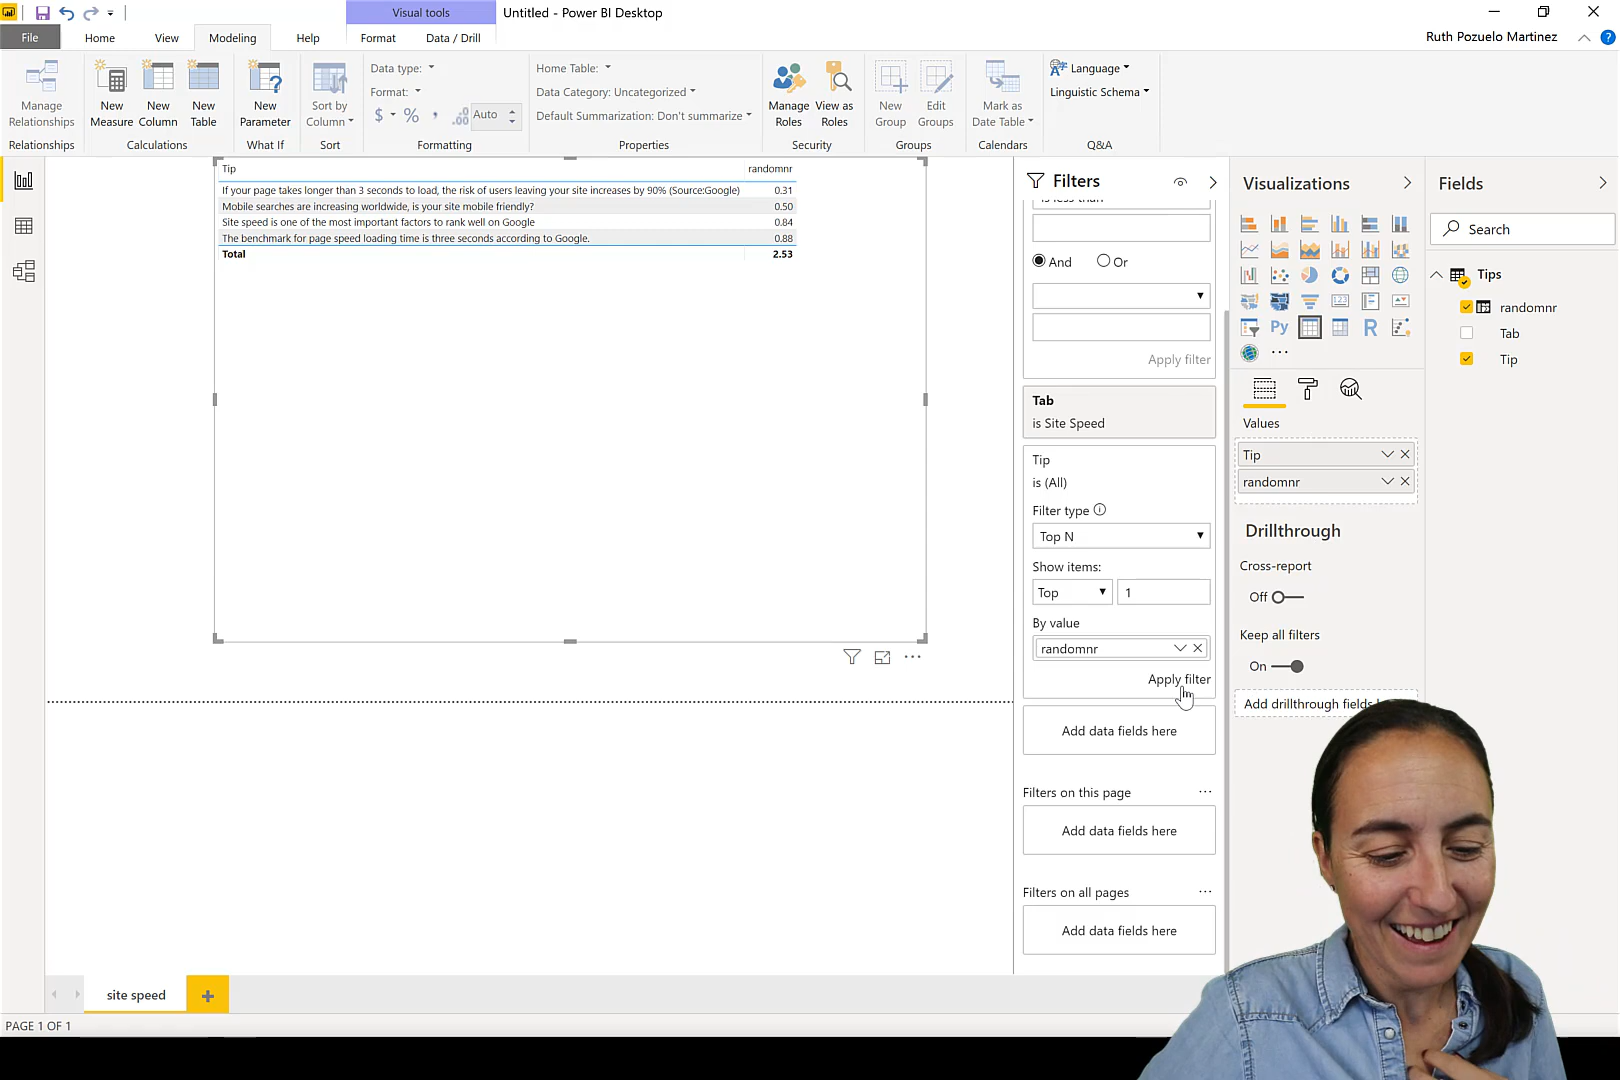 Visual tools
Untitled - Power BI Desktop
File
Home
View
Modeling
Help
Format
Data / Drill
Ruth Pozuelo Martinez
?
Manage
Relationships
Relationships
New
Measure
New
Column
New
Table
Calculations
New
Parameter
What If
Sort by
Column
Sort
Data type:
Format:
$ % , Auto
Formatting
Home Table:
Data Category: Uncategorized
Default Summarization: Don't summarize
Properties
Manage
Roles
View as
Roles
Security
New
Group
Edit
Groups
Groups
Mark as
Date Table
Calendars
Language
Linguistic Schema
Q&A
Tip randomnr
If your page takes longer than 3 seconds to load, the risk of users leaving your site increases by 90% (Source:Google) 0.31
Mobile searches are increasing worldwide, is your site mobile friendly? 0.50
Site speed is one of the most important factors to rank well on Google 0.84
The benchmark for page speed loading time is three seconds according to Google. 0.88
Total 2.53
Filters
is less than
And Or
Apply filter
Tab
is Site Speed
Tip
is (All)
Filter type
Top N
Show items:
Top 1
By value
randomnr
Apply filter
Add data fields here
Filters on this page
Add data fields here
Filters on all pages
Add data fields here
Visualizations
123
Py
R
Values
Tip
randomnr
Drillthrough
Cross-report
Off
Keep all filters
On
Add drillthrough fields
Fields
Search
Tips
randomnr
Tab
Tip
site speed
PAGE 1 OF 1